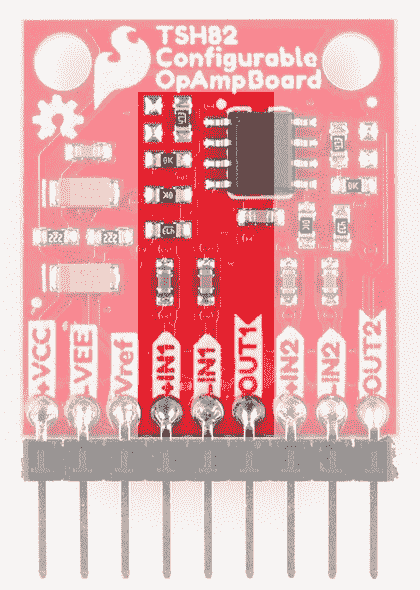 TSH82
Configurable
OpAmpBoard
+VCC
-VEE
Vref
+IN1
-IN1
OUT1
+IN2
-IN2
OUT2